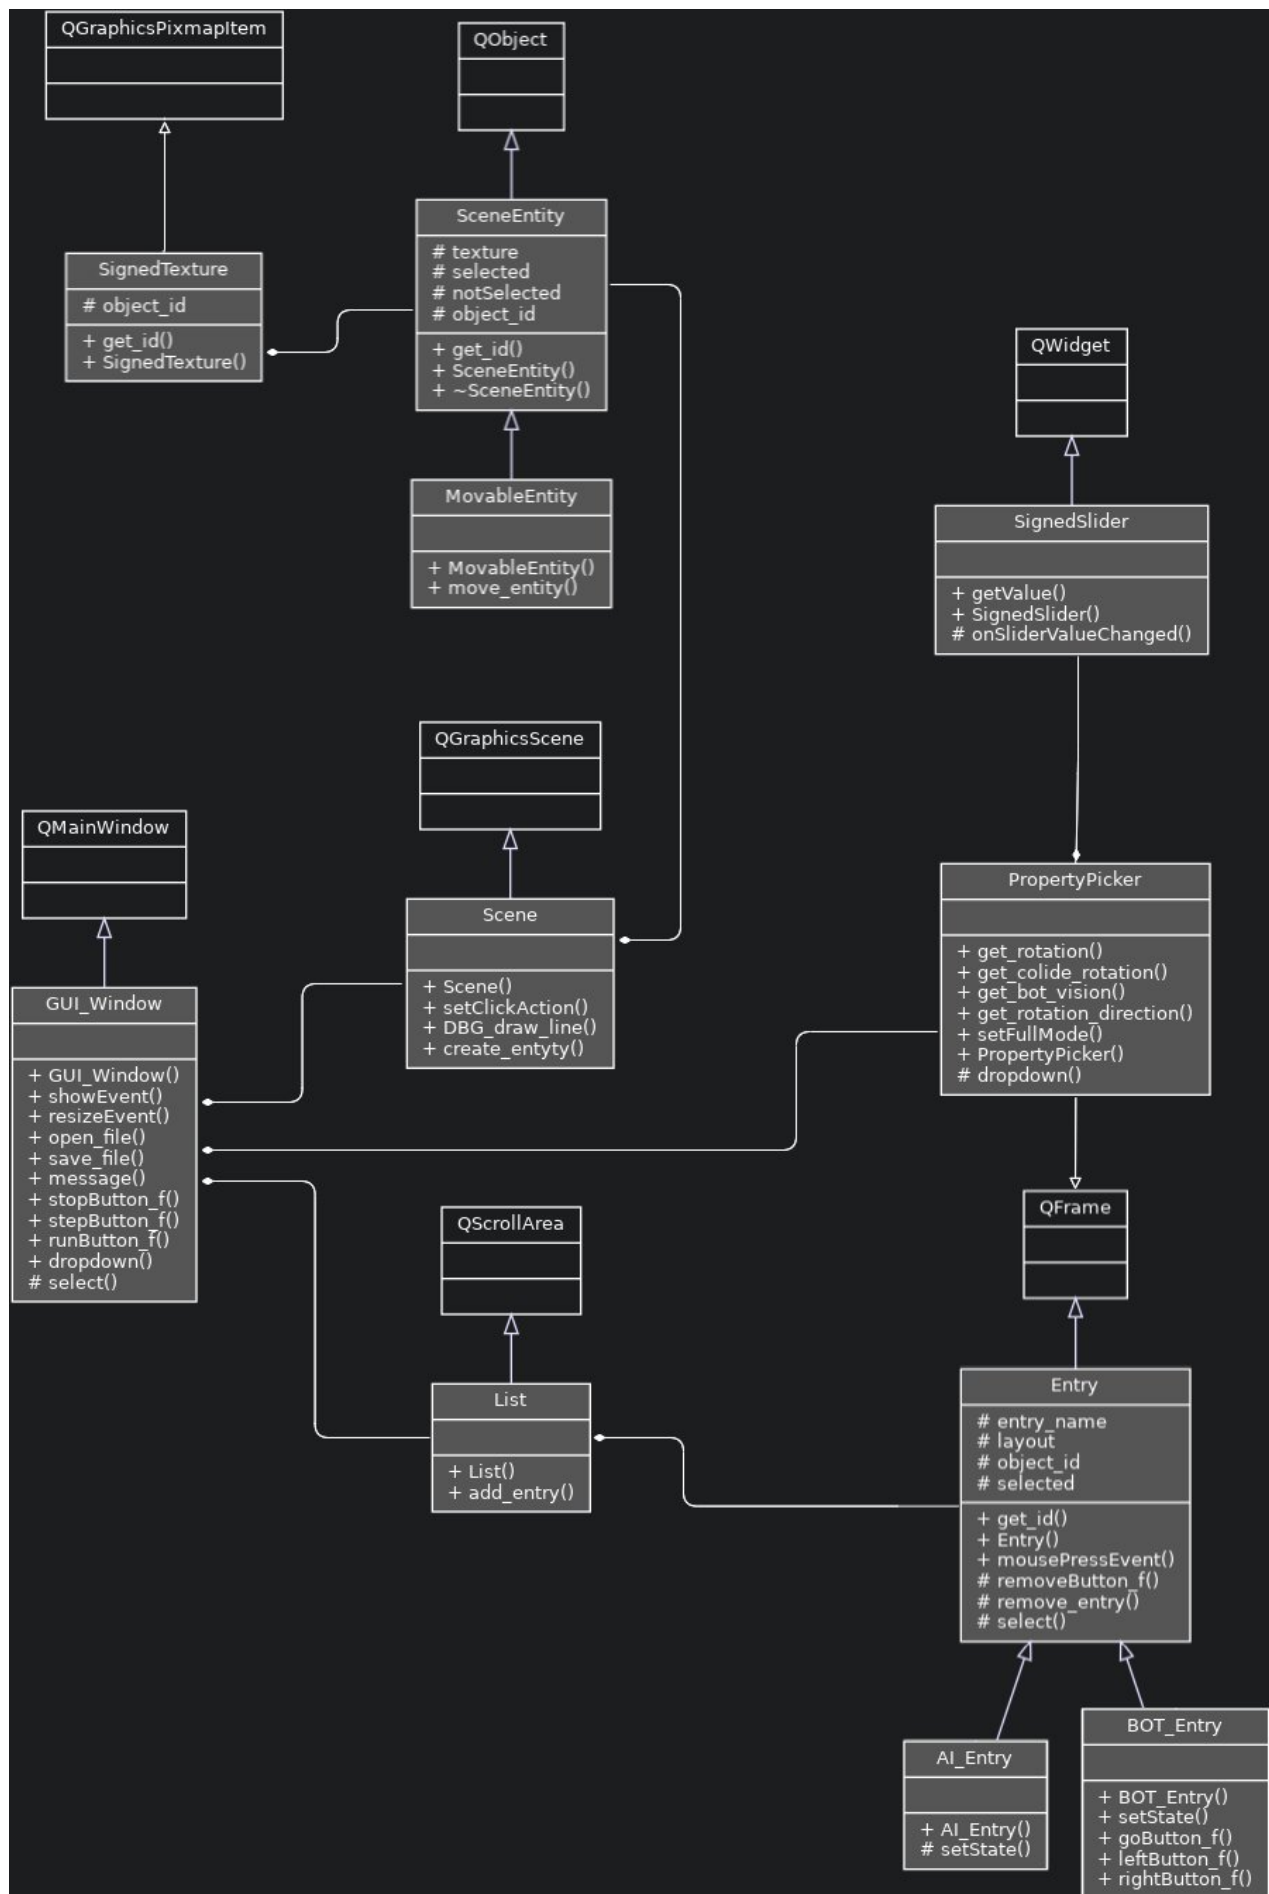 QGraphicsPixmapItem
QObject
SceneEntity
# texture
# selected
# notSelected
# object_id
+ get_id()
+ SceneEntity()
+ ~SceneEntity()
SignedTexture
# object_id
+ get_id()
+ SignedTexture()
MovableEntity
+ MovableEntity()
+ move_entity()
QWidget
SignedSlider
+ getValue()
+ SignedSlider()
# onSliderValueChanged()
QGraphicsScene
QMainWindow
Scene
+ Scene()
+ setClickAction()
+ DBG_draw_line()
+ create_entyty()
PropertyPicker
+ get_rotation()
+ get_colide_rotation()
+ get_bot_vision()
+ get_rotation_direction()
+ setFullMode()
+ PropertyPicker()
# dropdown()
GUI_Window
+ GUI_Window()
+ showEvent()
+ resizeEvent()
+ open_file()
+ save_file()
+ message()
+ stopButton_f()
+ stepButton_f()
+ runButton_f()
+ dropdown()
# select()
QScrollArea
QFrame
List
+ List()
+ add_entry()
Entry
# entry_name
# layout
# object_id
# selected
+ get_id()
+ Entry()
+ mousePressEvent()
# removeButton_f()
# remove_entry()
# select()
AI_Entry
+ AI_Entry()
# setState()
BOT_Entry
+ BOT_Entry()
+ setState()
+ goButton_f()
+ leftButton_f()
+ rightButton_f()